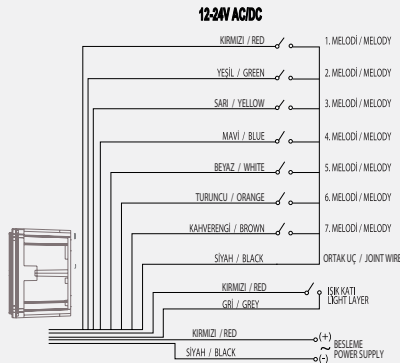 12-24V AC/DC
KIRMIZI / RED 1. MELODİ / MELODY
YEŞİL / GREEN 2. MELODİ / MELODY
SARI / YELLOW 3. MELODİ / MELODY
MAVİ / BLUE 4. MELODİ / MELODY
BEYAZ / WHITE 5. MELODİ / MELODY
TURUNCU / ORANGE 6. MELODİ / MELODY
KAHVERENGİ / BROWN 7. MELODİ / MELODY
SİYAH / BLACK ORTAK UÇ / JOINT WIRE
KIRMIZI / RED IŞIK KATI
LIGHT LAYER
GRİ / GREY
KIRMIZI / RED (+)
BESLEME
~ POWER SUPPLY
SİYAH / BLACK (-)